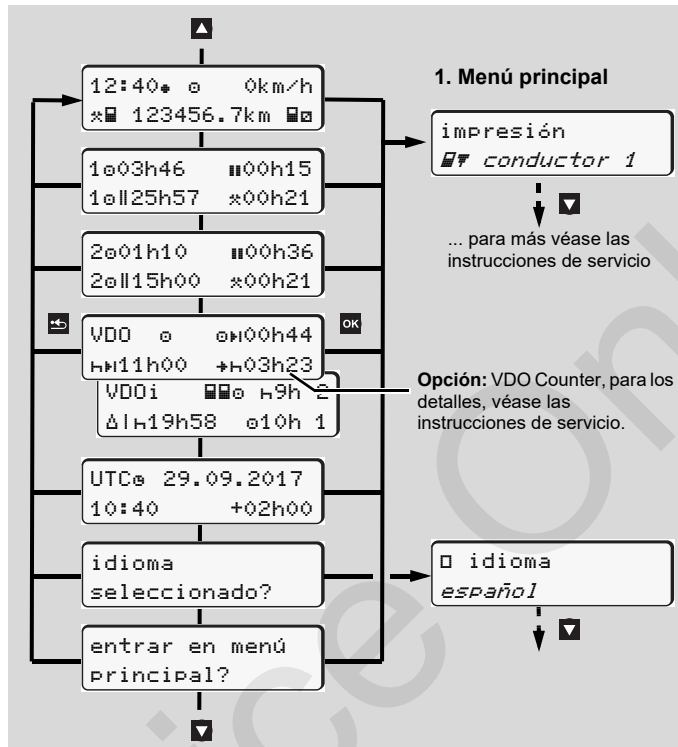 12:40● ⊙ 0km/h
123456.7km
1. Menú principal
impresión
conductor 1
1⊙03h46 00h15
1⊙||25h57 00h21
... para más véase las
instrucciones de servicio
2⊙01h10 00h36
2⊙||15h00 00h21
VDO ⊙ ⊙00h44
11h00 03h23
OK
VDOi ⊙ 9h 2
19h58 ⊙10h 1
Opción: VDO Counter, para los
detalles, véase las
instrucciones de servicio.
UTC 29.09.2017
10:40 +02h00
idioma
seleccionado?
idioma
español
entrar en menú
principal?